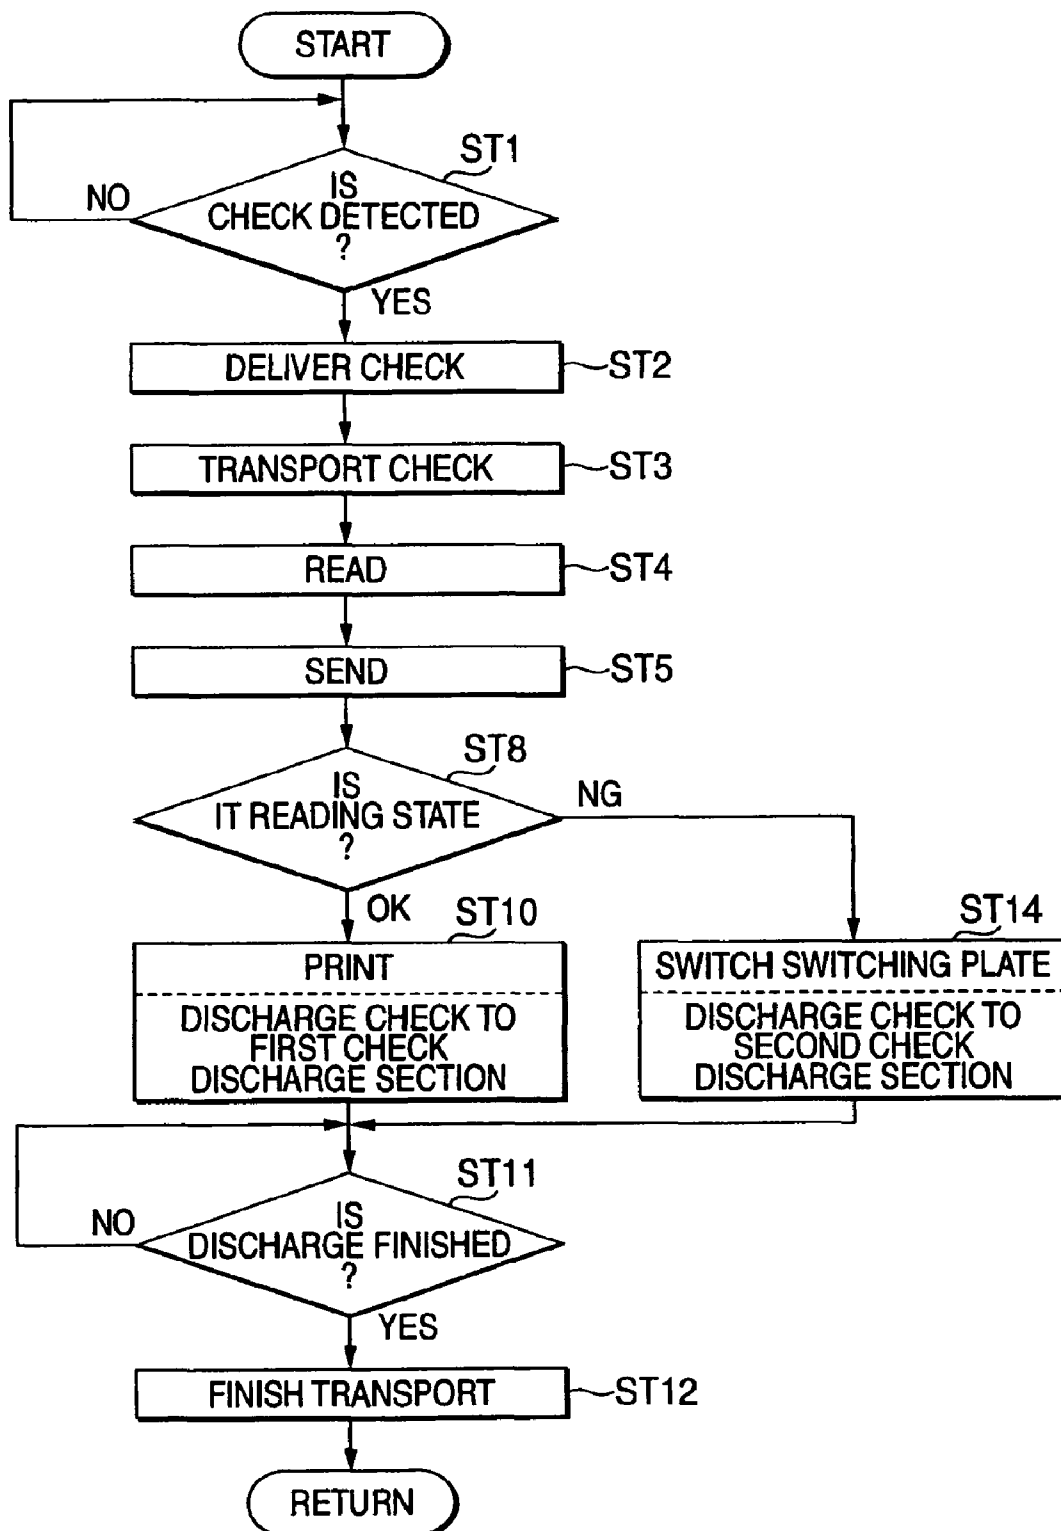 START
ST1
NO
IS
CHECK DETECTED
?
YES
DELIVER CHECK
ST2
TRANSPORT CHECK
ST3
READ
ST4
SEND
ST5
ST8
IS
IT READING STATE
?
NG
OK
ST10
PRINT
DISCHARGE CHECK TO
FIRST CHECK
DISCHARGE SECTION
ST14
SWITCH SWITCHING PLATE
DISCHARGE CHECK TO
SECOND CHECK
DISCHARGE SECTION
ST11
NO
IS
DISCHARGE FINISHED
?
YES
FINISH TRANSPORT
ST12
RETURN